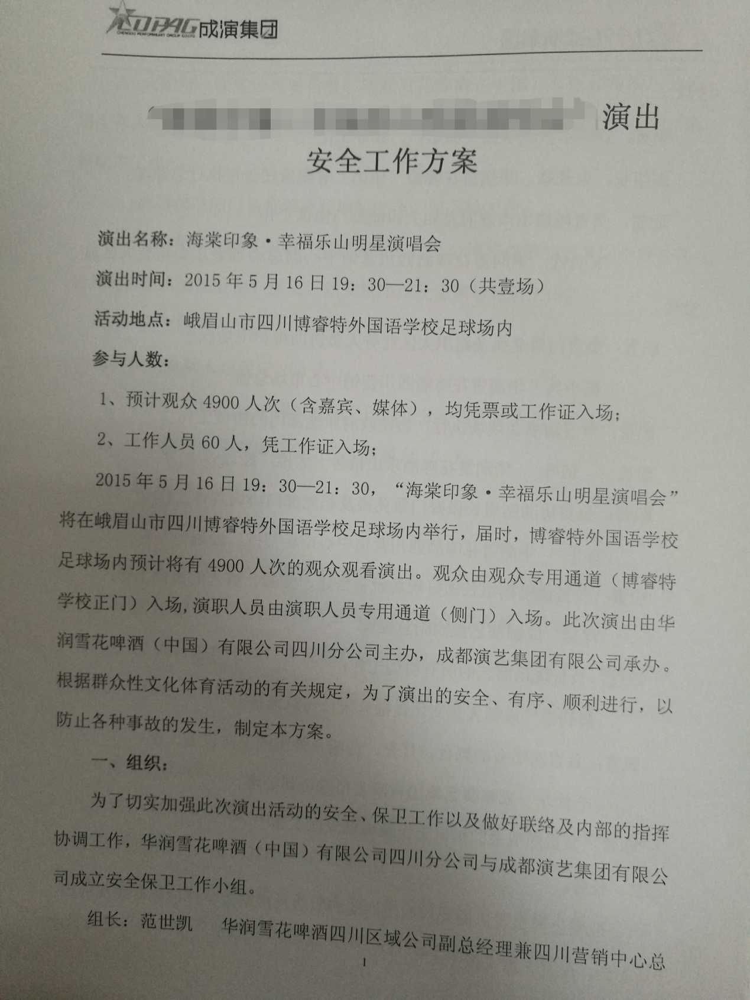 CDPAG成演集团
CHENGDU PERFORMING ART GROUP CO.LTD
演出
安全工作方案
演出名称：海棠印象·幸福乐山明星演唱会
演出时间：2015年5月16日19：30—21：30（共壹场）
活动地点：峨眉山市四川博睿特外国语学校足球场内
参与人数：
1、预计观众4900人次（含嘉宾、媒体），均凭票或工作证入场；
2、工作人员60人，凭工作证入场；
2015年5月16日19：30—21：30，“海棠印象·幸福乐山明星演唱会”
将在峨眉山市四川博睿特外国语学校足球场内举行，届时，博睿特外国语学校
足球场内预计将有4900人次的观众观看演出。观众由观众专用通道（博睿特
学校正门）入场,演职人员由演职人员专用通道（侧门）入场。此次演出由华
润雪花啤酒（中国）有限公司四川分公司主办，成都演艺集团有限公司承办。
根据群众性文化体育活动的有关规定，为了演出的安全、有序、顺利进行，以
防止各种事故的发生，制定本方案。
一、组织：
为了切实加强此次演出活动的安全、保卫工作以及做好联络及内部的指挥
协调工作，华润雪花啤酒（中国）有限公司四川分公司与成都演艺集团有限公
司成立安全保卫工作小组。
组长：范世凯 华润雪花啤酒四川区域公司副总经理兼四川营销中心总
1